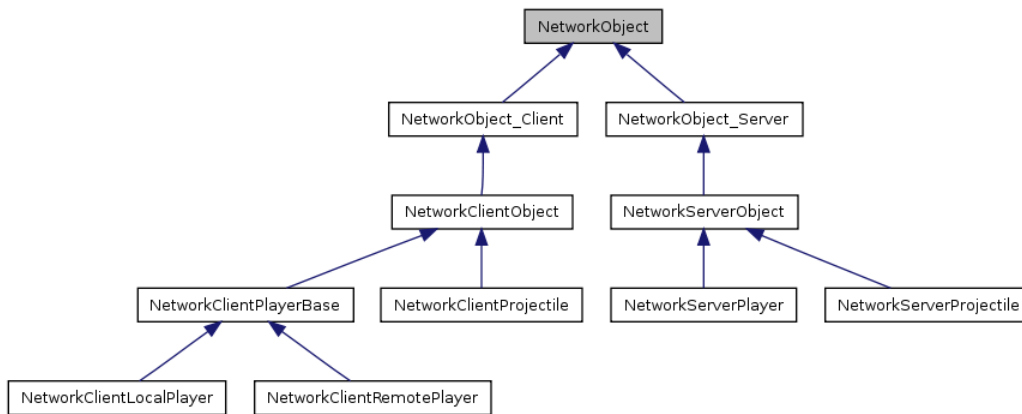 NetworkObject
NetworkObject_Client
NetworkObject_Server
NetworkClientObject
NetworkServerObject
NetworkClientPlayerBase
NetworkClientProjectile
NetworkServerPlayer
NetworkServerProjectile
NetworkClientLocalPlayer
NetworkClientRemotePlayer